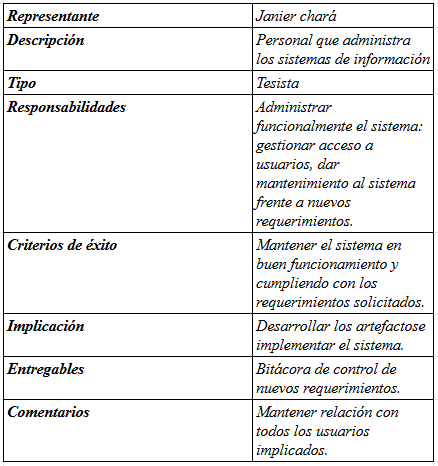 Representante Janier chará
Descripción Personal que administra
los sistemas de información
Tipo Tesista
Responsabilidades Administrar
funcionalmente el sistema:
gestionar acceso a
usuarios, dar
mantenimiento al sistema
frente a nuevos
requerimientos.
Criterios de éxito Mantener el sistema en
buen funcionamiento y
cumpliendo con los
requerimientos solicitados.
Implicación Desarrollar los artefactose
implementar el sistema.
Entregables Bitácora de control de
nuevos requerimientos.
Comentarios Mantener relación con
todos los usuarios
implicados.